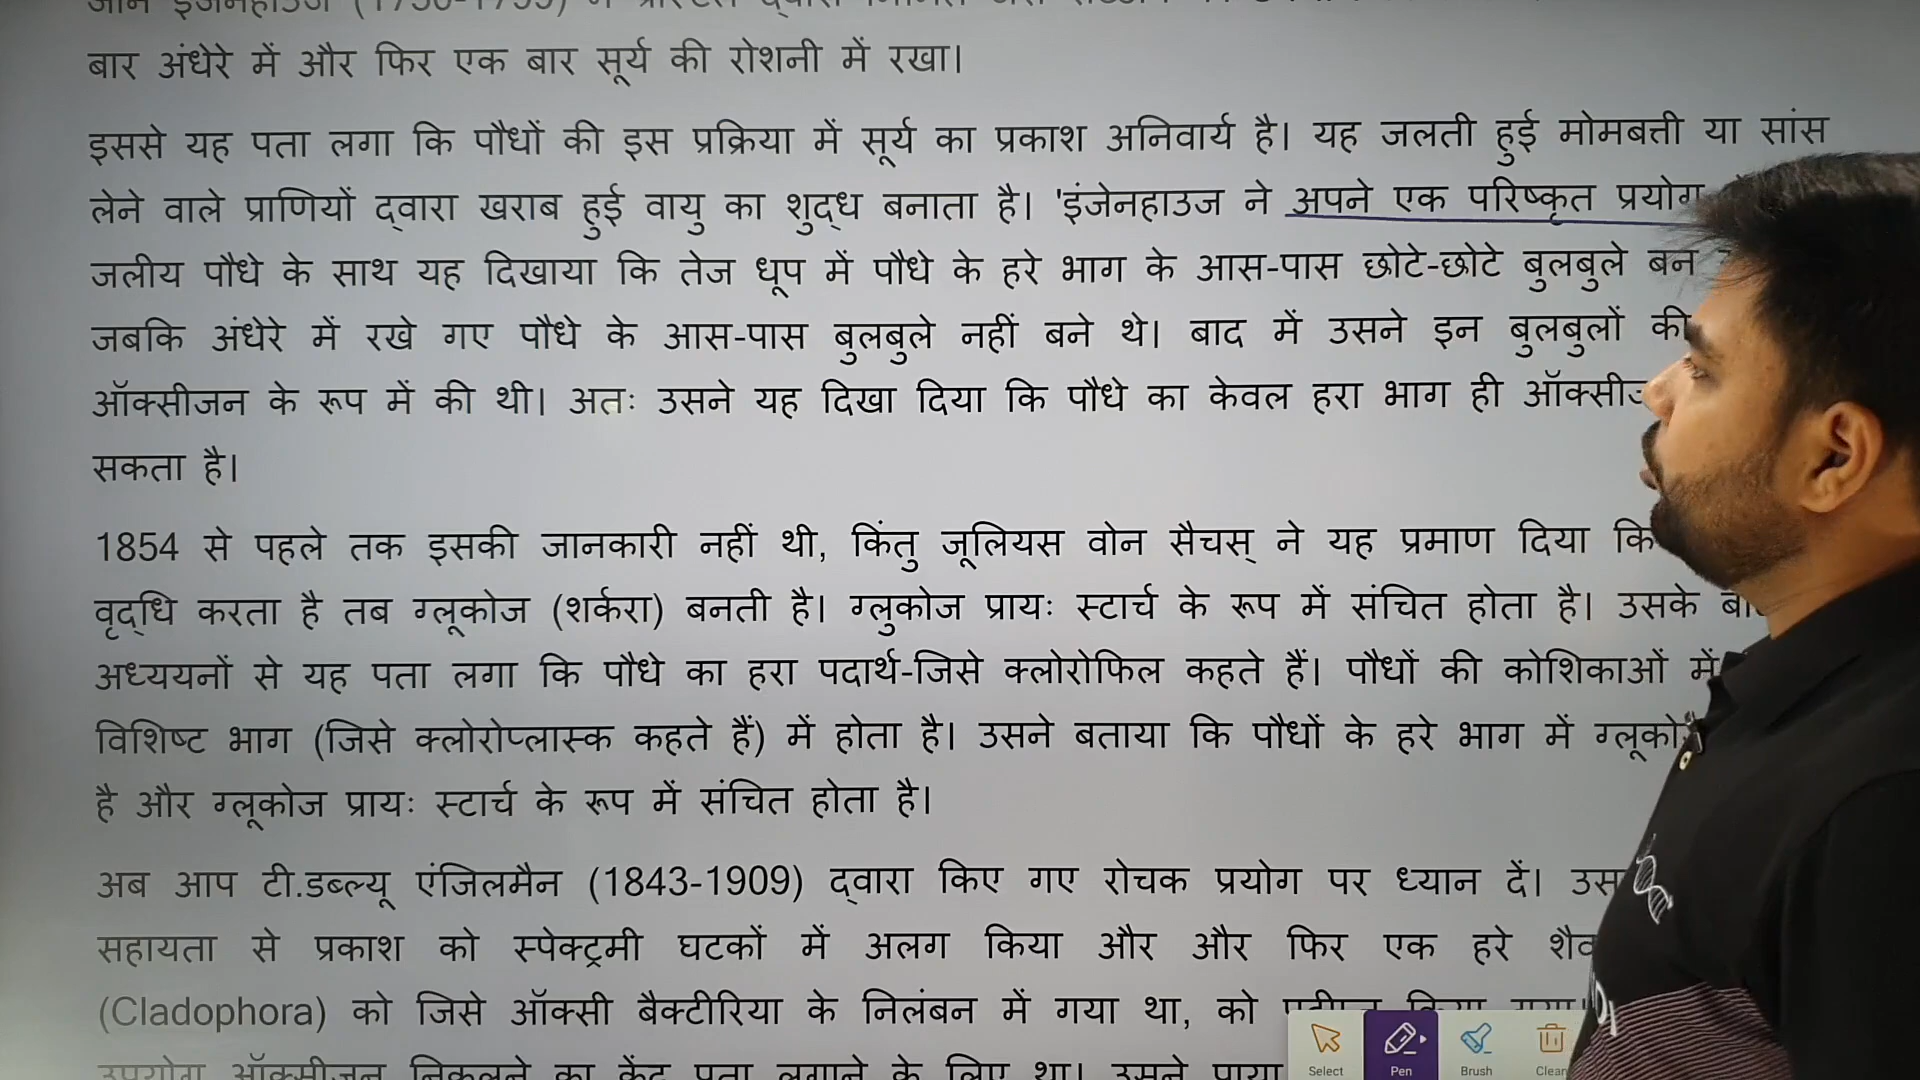 बार अंधेरे में और फिर एक बार सूर्य की रोशनी में रखा।
इससे यह पता लगा कि पौधों की इस प्रक्रिया में सूर्य का प्रकाश अनिवार्य है। यह जलती हुई मोमबत्ती या सांस
लेने वाले प्राणियों द्वारा खराब हुई वायु का शुद्ध बनाता है। 'इंजेनहाउज ने अपने एक परिष्कृत प्रयोग
जलीय पौधे के साथ यह दिखाया कि तेज धूप में पौधे के हरे भाग के आस-पास छोटे-छोटे बुलबुले बन
जबकि अंधेरे में रखे गए पौधे के आस-पास बुलबुले नहीं बने थे। बाद में उसने इन बुलबुलों की
ऑक्सीजन के रूप में की थी। अतः उसने यह दिखा दिया कि पौधे का केवल हरा भाग ही
सकता है।
1854 से पहले तक इसकी जानकारी नहीं थी, किंतु जूलियस वोन सैचस् ने यह प्रमाण दिया कि
वृद्धि करता है तब ग्लूकोज (शर्करा) बनती है। ग्लुकोज प्रायः स्टार्च के रूप में संचित होता है। उसके
अध्ययनों से यह पता लगा कि पौधे का हरा पदार्थ-जिसे क्लोरोफिल कहते हैं। पौधों की कोशिकाओं में
विशिष्ट भाग (जिसे क्लोरोप्लास्क कहते हैं) में होता है। उसने बताया कि पौधों के हरे भाग में
है और ग्लूकोज प्रायः स्टार्च के रूप में संचित होता है।
अब आप टी.डब्ल्यू एंजिलमैन (1843-1909) द्वारा किए गए रोचक प्रयोग पर ध्यान दें।
सहायता से प्रकाश को स्पेक्ट्रमी घटकों में अलग किया और और फिर एक हरे
(Cladophora) को जिसे ऑक्सी बैक्टीरिया के निलंबन में गया था, को
Select Pen Brush Clear